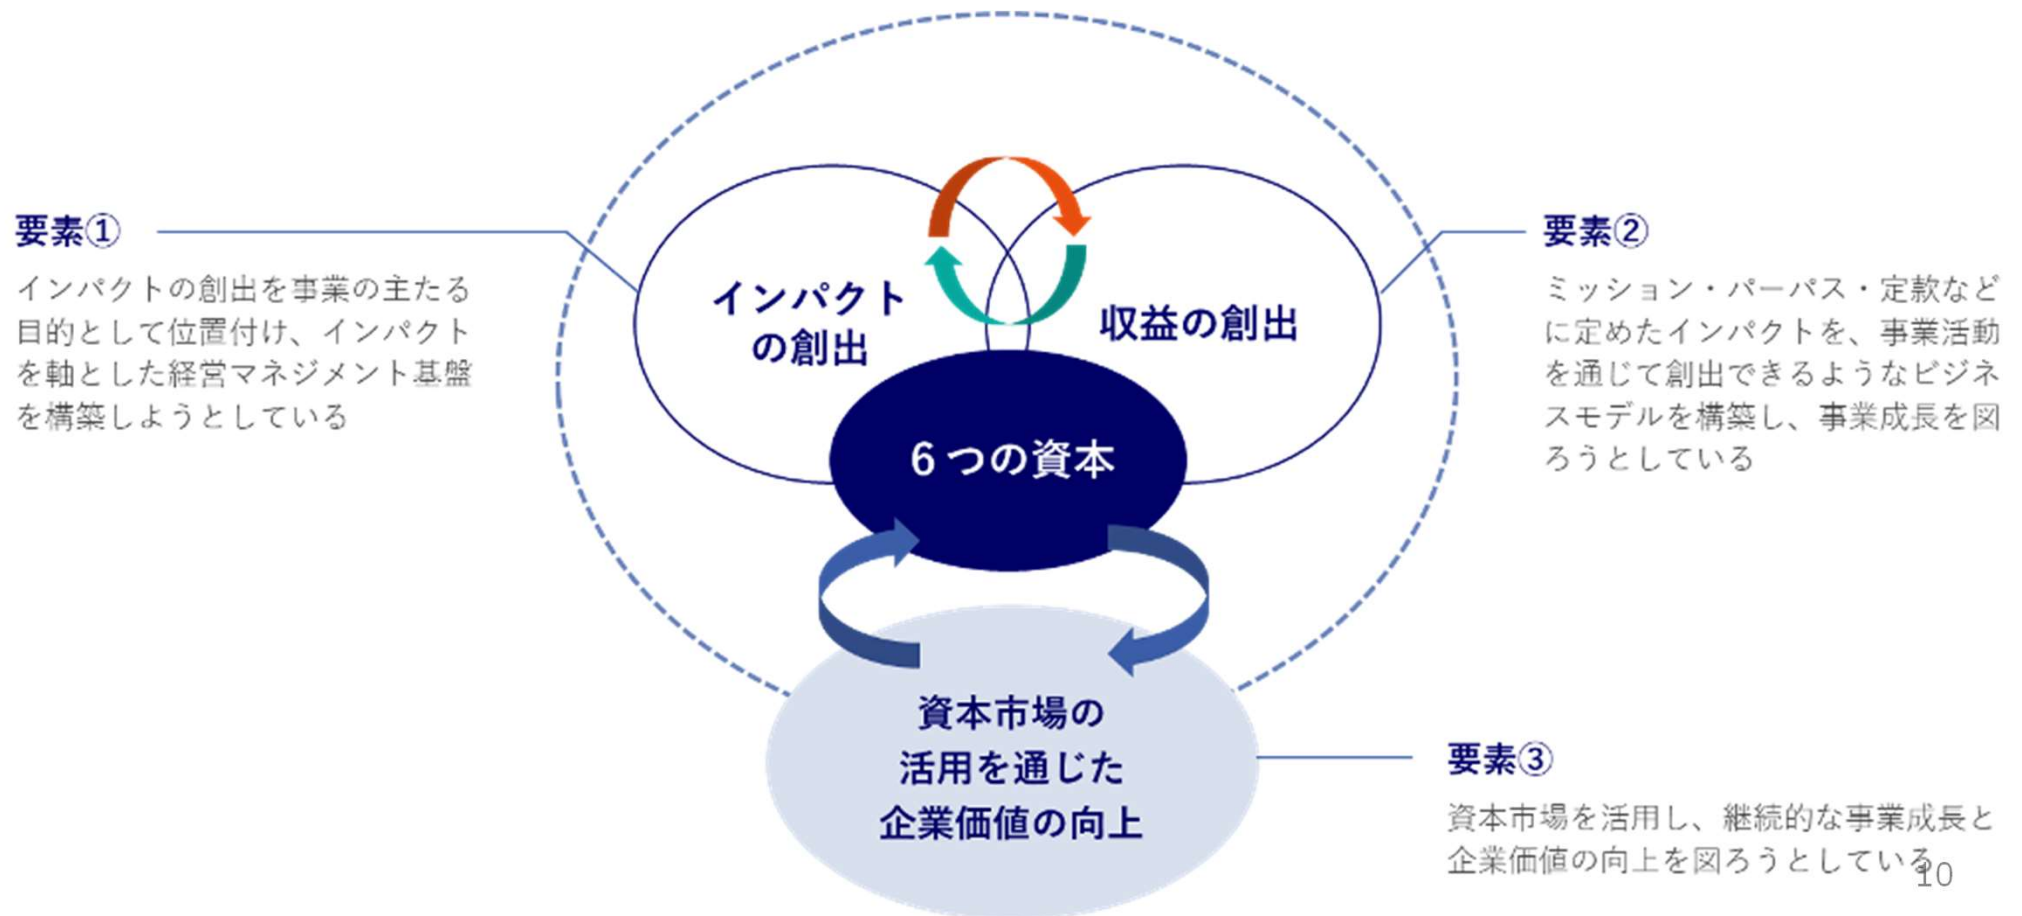 要素①
インパクトの創出を事業の主たる
目的として位置付け、インパクト
を軸とした経営マネジメント基盤
を構築しようとしている
インパクト
の創出
収益の創出
6つの資本
要素②
ミッション・パーパス・定款など
に定めたインパクトを、事業活動
を通じて創出できるようなビジネ
スモデルを構築し、事業成長を図
ろうとしている
資本市場の
活用を通じた
企業価値の向上
要素③
資本市場を活用し、継続的な事業成長と
企業価値の向上を図ろうとしている
10